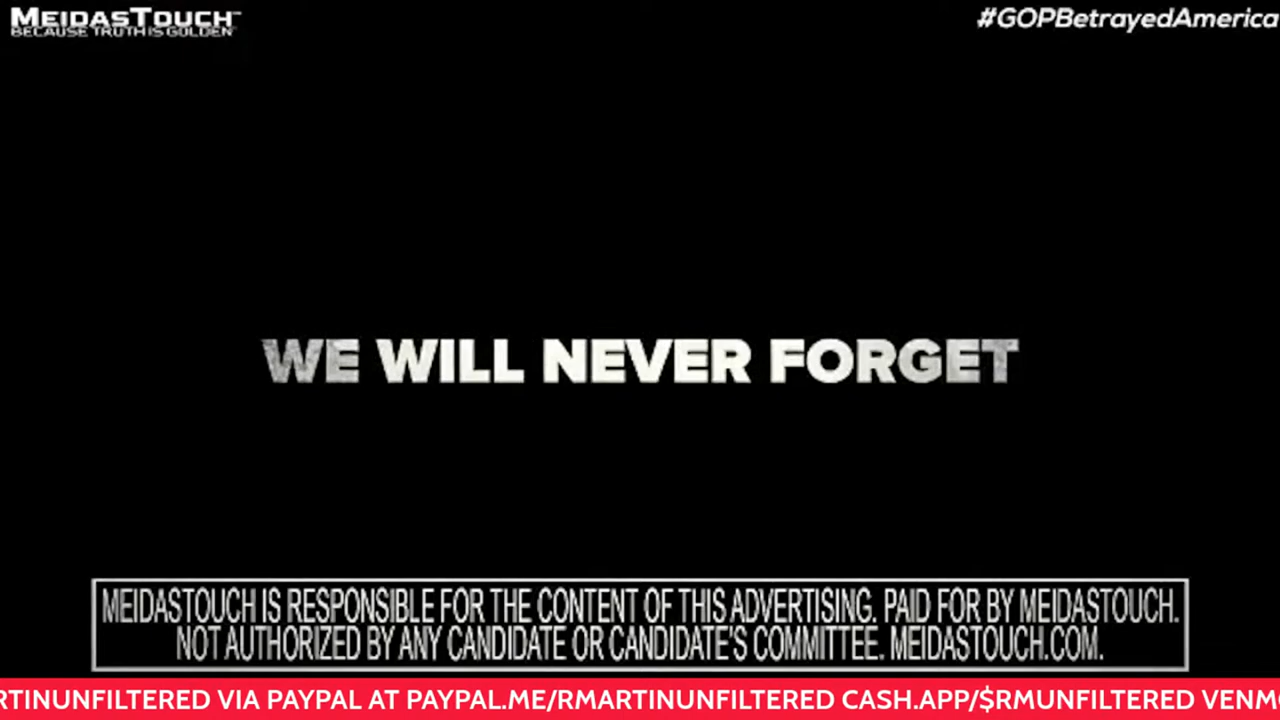 MEIDASTOUCH™
BECAUSE TRUTH IS GOLDEN
#GOPBetrayedAmerica
WE WILL NEVER FORGET
MEIDASTOUCH IS RESPONSIBLE FOR THE CONTENT OF THIS ADVERTISING. PAID FOR BY MEIDASTOUCH.
NOT AUTHORIZED BY ANY CANDIDATE OR CANDIDATE'S COMMITTEE. MEIDASTOUCH.COM.
RTINUNFILTERED VIA PAYPAL AT PAYPAL.ME/RMARTINUNFILTERED CASH.APP/$RMUNFILTERED VENM